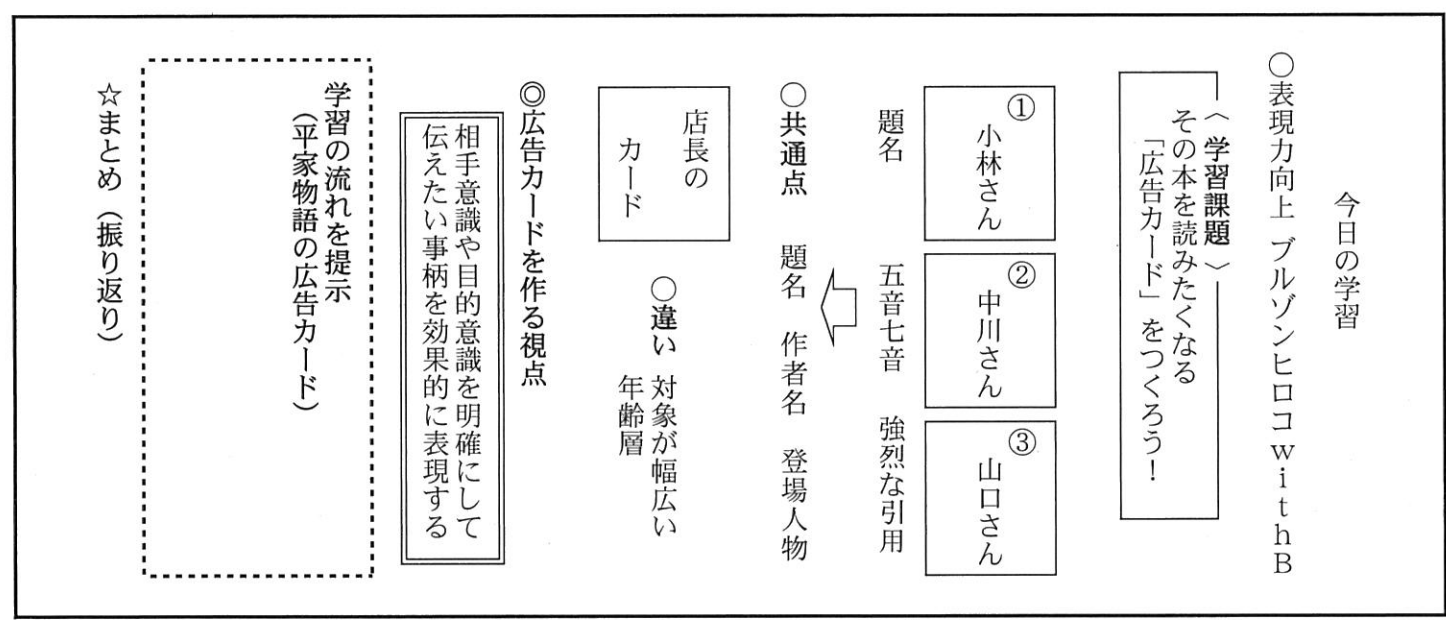 今日の学習
○表現力向上 ブルゾンヒロコwithB
〈学習課題〉
その本を読みたくなる
「広告カード」をつくろう！
① 小林さん
② 中川さん
③ 山口さん
題名 五音七音 強烈な引用
○共通点 題名 作者名 登場人物
店長の
カード
○違い 対象が幅広い
年齢層
◎広告カードを作る視点
相手意識や目的意識を明確にして
伝えたい事柄を効果的に表現する
学習の流れを提示
（平家物語の広告カード）
☆まとめ（振り返り）